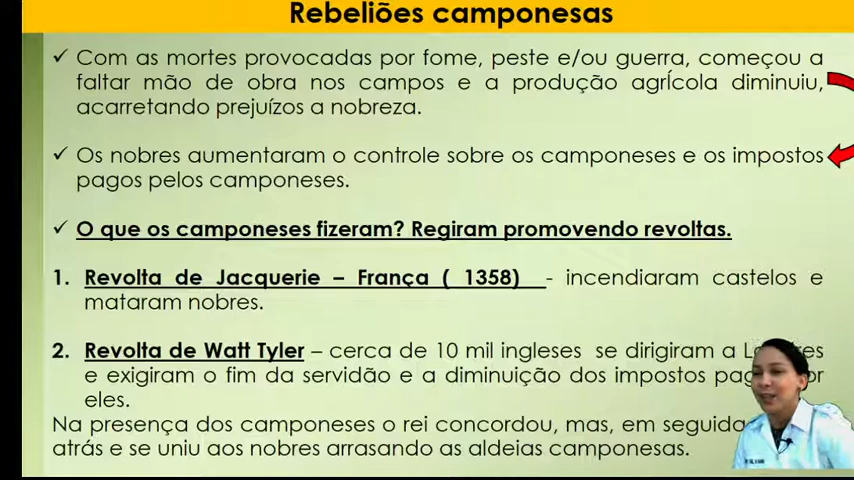 Rebeliões camponesas
✓ Com as mortes provocadas por fome, peste e/ou guerra, começou a
faltar mão de obra nos campos e a produção agrícola diminuiu,
acarretando prejuízos a nobreza.
✓ Os nobres aumentaram o controle sobre os camponeses e os impostos
pagos pelos camponeses.
✓ O que os camponeses fizeram? Regiram promovendo revoltas.
1. Revolta de Jacquerie – França ( 1358) - incendiaram castelos e
mataram nobres.
2. Revolta de Watt Tyler – cerca de 10 mil ingleses se dirigiram a
e exigiram o fim da servidão e a diminuição dos impostos
eles.
Na presença dos camponeses o rei concordou, mas, em seguida
atrás e se uniu aos nobres arrasando as aldeias camponesas.